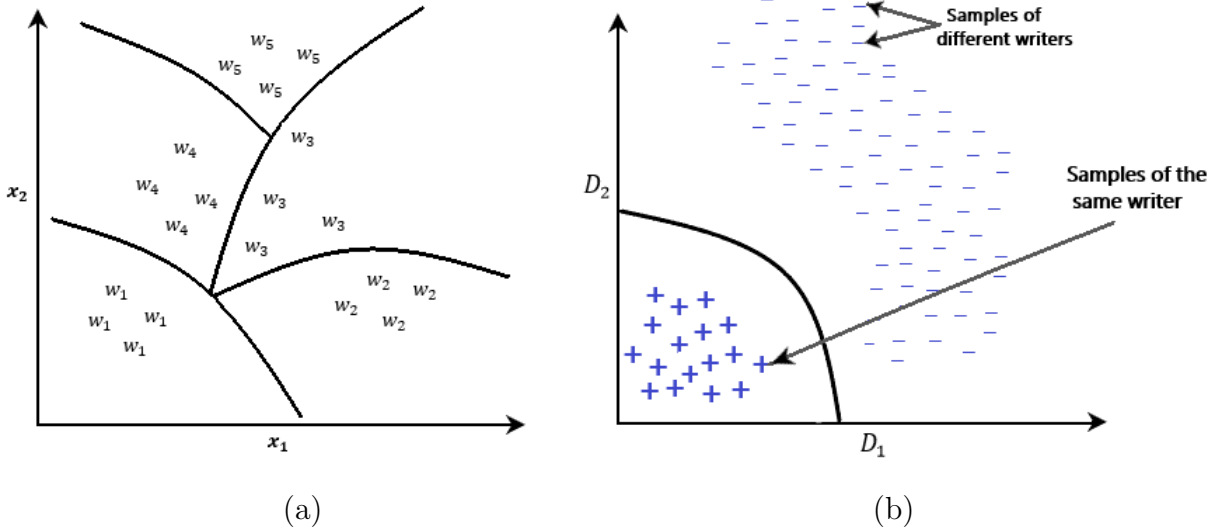 w5
w5
w5
w5
w3
w4
w4
w4
w4
w3
w3
w3
x2
w1
w1
w1
w1
w2
w2
w2
w2
x1
(a)
Samples of
different writers
Samples of the
same writer
D2
D1
(b)